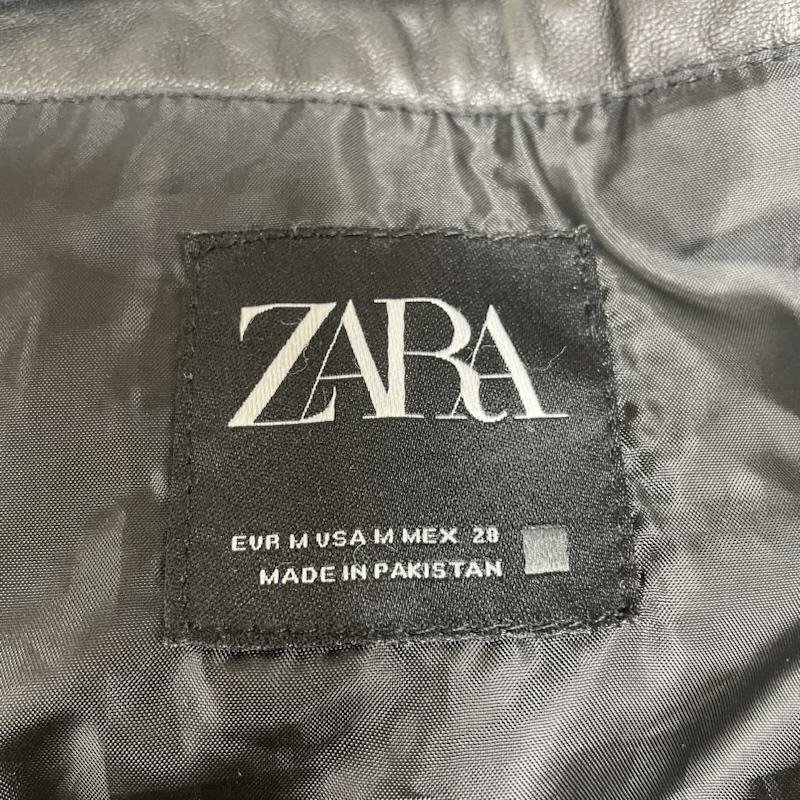 ZARA
EUR M USA M MEX 28
MADE IN PAKISTAN